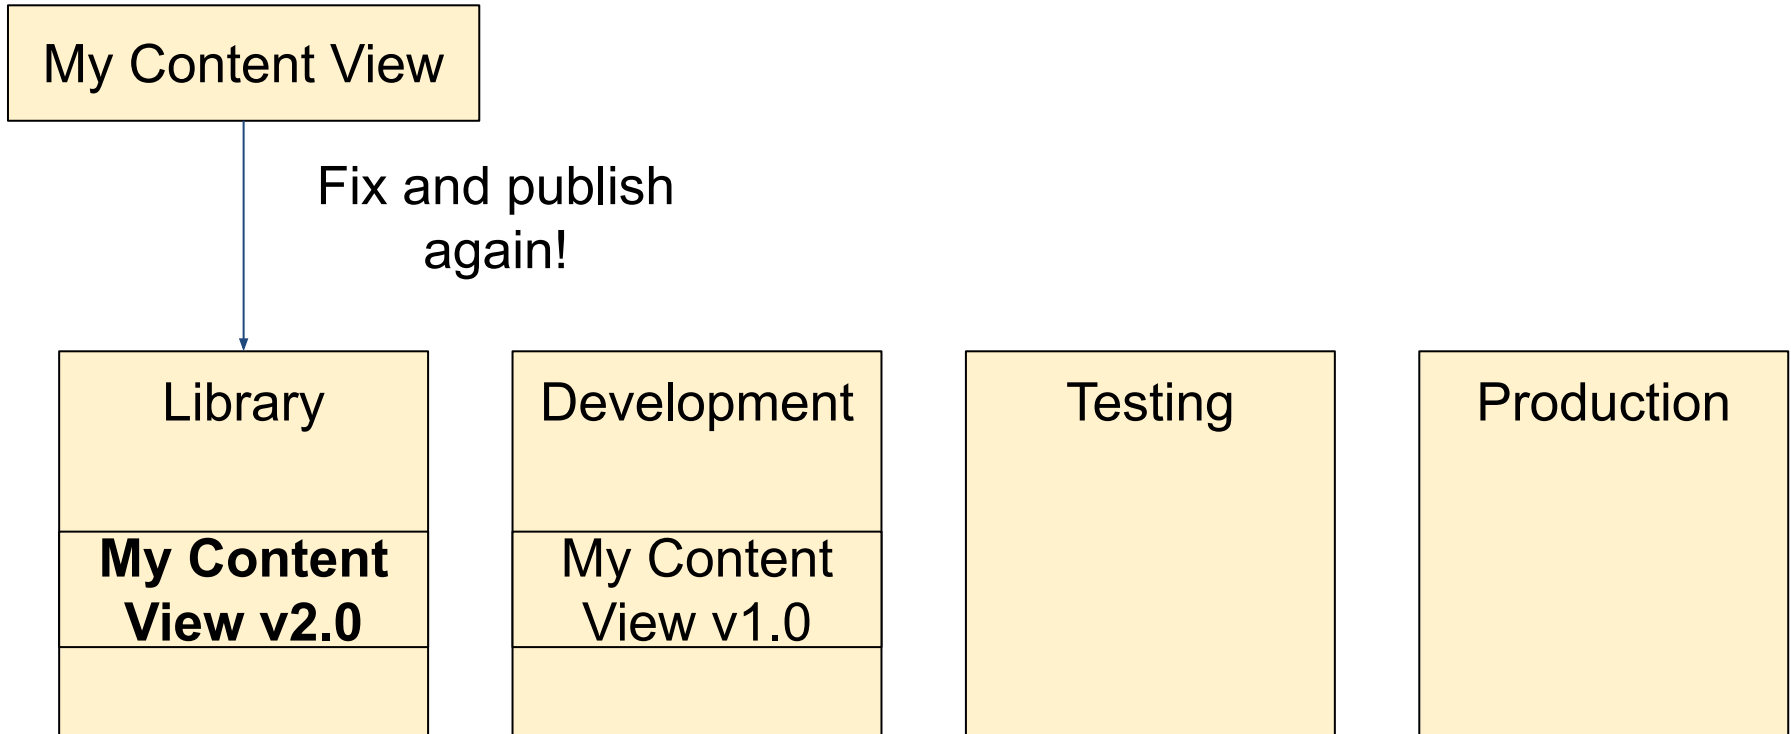 My Content View
Fix and publish
again!
Library
Development
Testing
Production
My Content
View v2.0
My Content
View v1.0